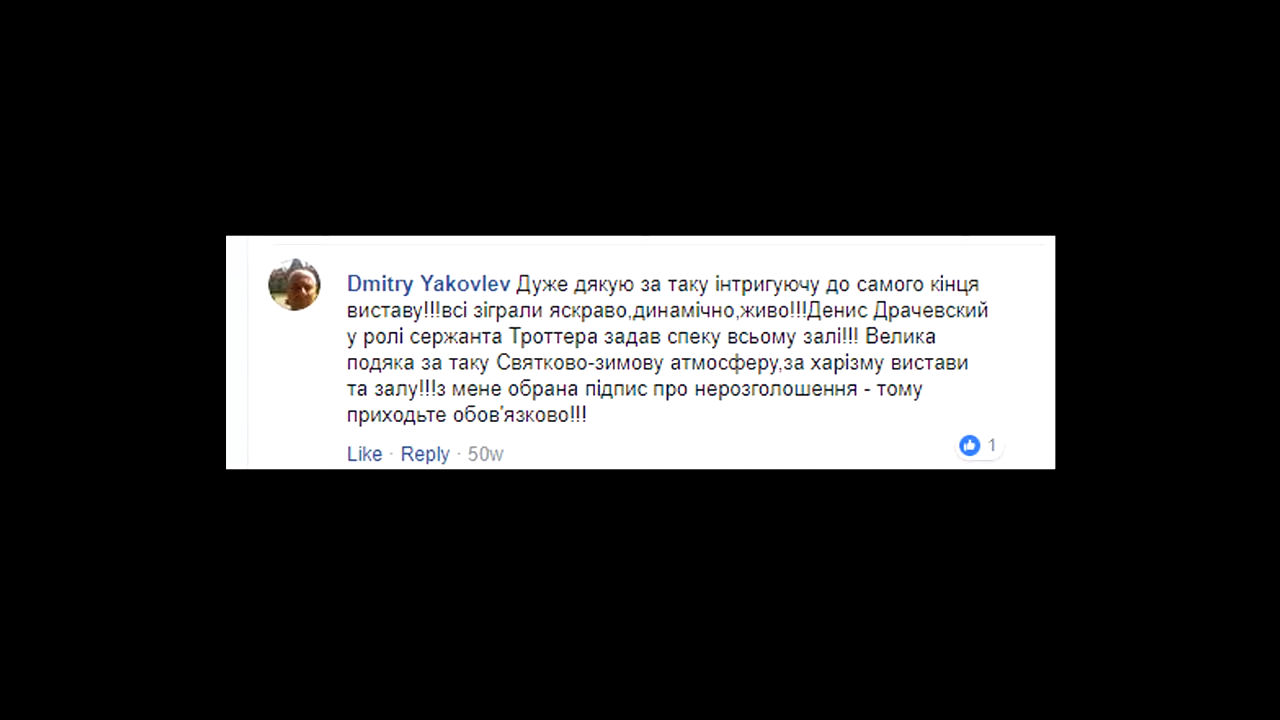 Dmitry Yakovlev Дуже дякую за таку інтригуючу до самого кінця
виставу!!!всі зіграли яскраво,динамічно,живо!!!Денис Драчевский
у ролі сержанта Троттера задав спеку всьому залі!!! Велика
подяка за таку Святково-зимову атмосферу,за харізму вистави
та залу!!!з мене обрана підпис про нерозголошення - тому
приходьте обов'язково!!!
Like · Reply · 50w 1